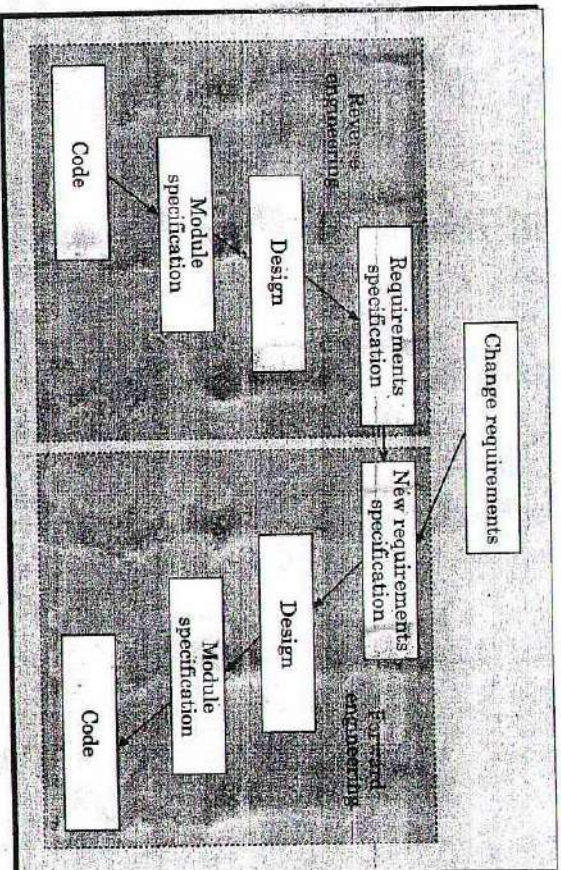 Change requirements
Reverse
engineering
Requirements
specification
Design
Module
specification
Code
New requirements
specification
Forward
engineering
Design
Module
specification
Code